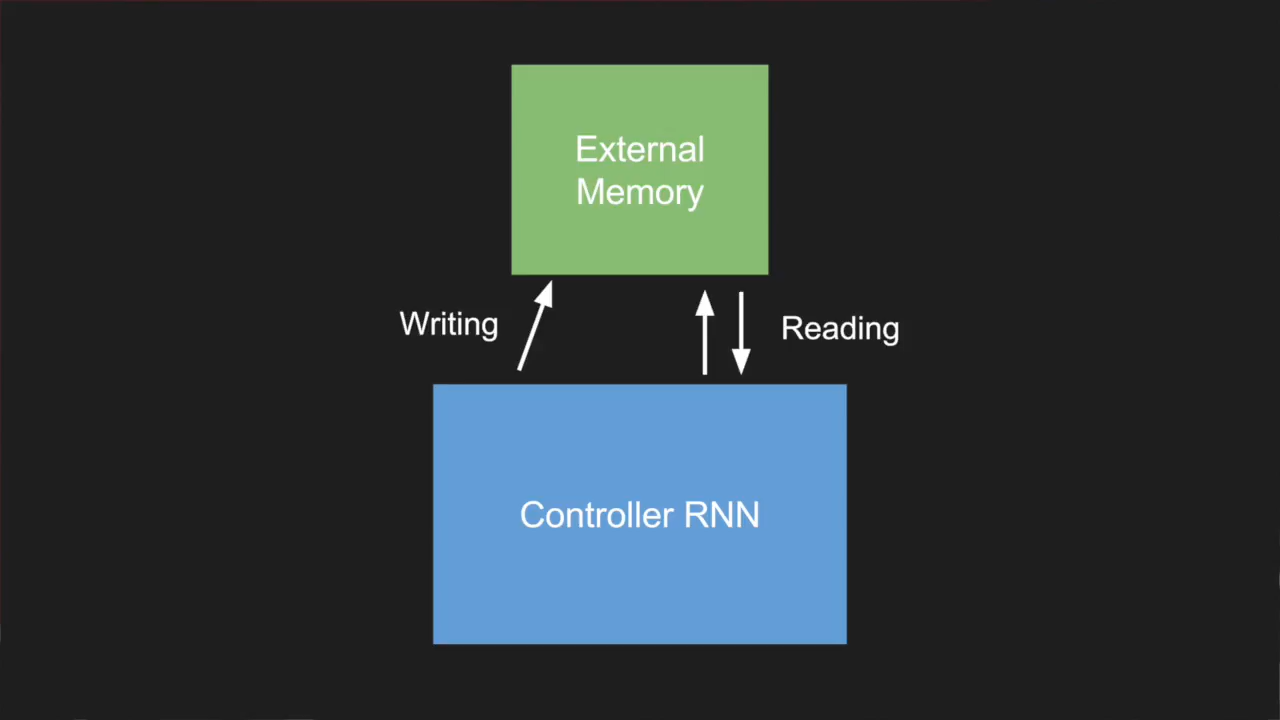 External
Memory
Writing
Reading
Controller RNN